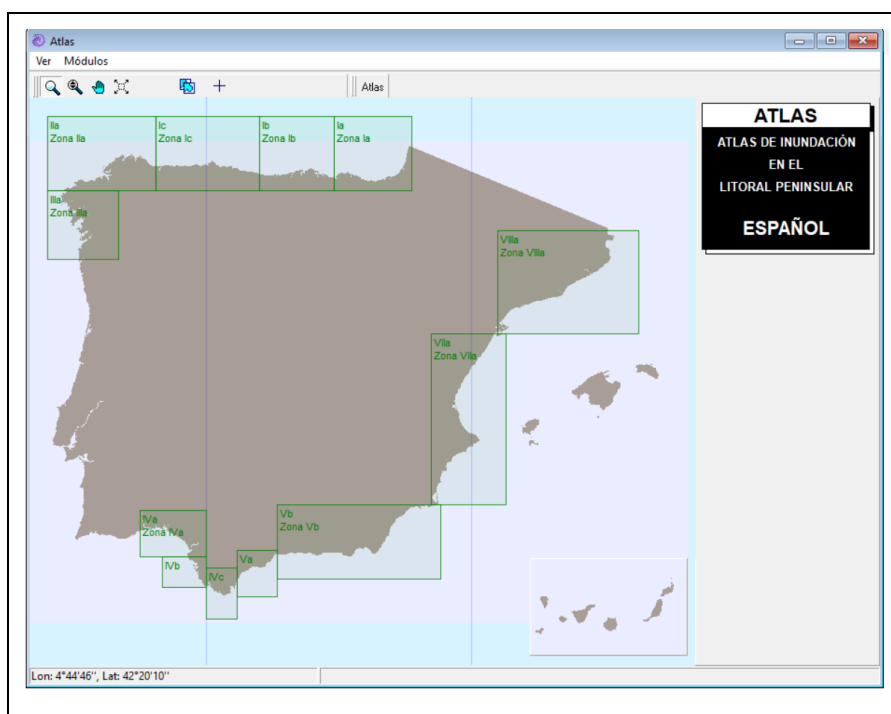 Atlas
Ver Módulos
Atlas
IIa
Zona IIa
Ic
Zona Ic
Ib
Zona Ib
Ia
Zona Ia
IIIa
Zona IIIa
VIIIa
Zona VIIIa
VIIa
Zona VIIa
IVa
Zona IVa
IVb
IVc
Va
Vb
Zona Vb
ATLAS
ATLAS DE INUNDACIÓN
EN EL
LITORAL PENINSULAR
ESPAÑOL
Lon: 4°44'46'', Lat: 42°20'10''